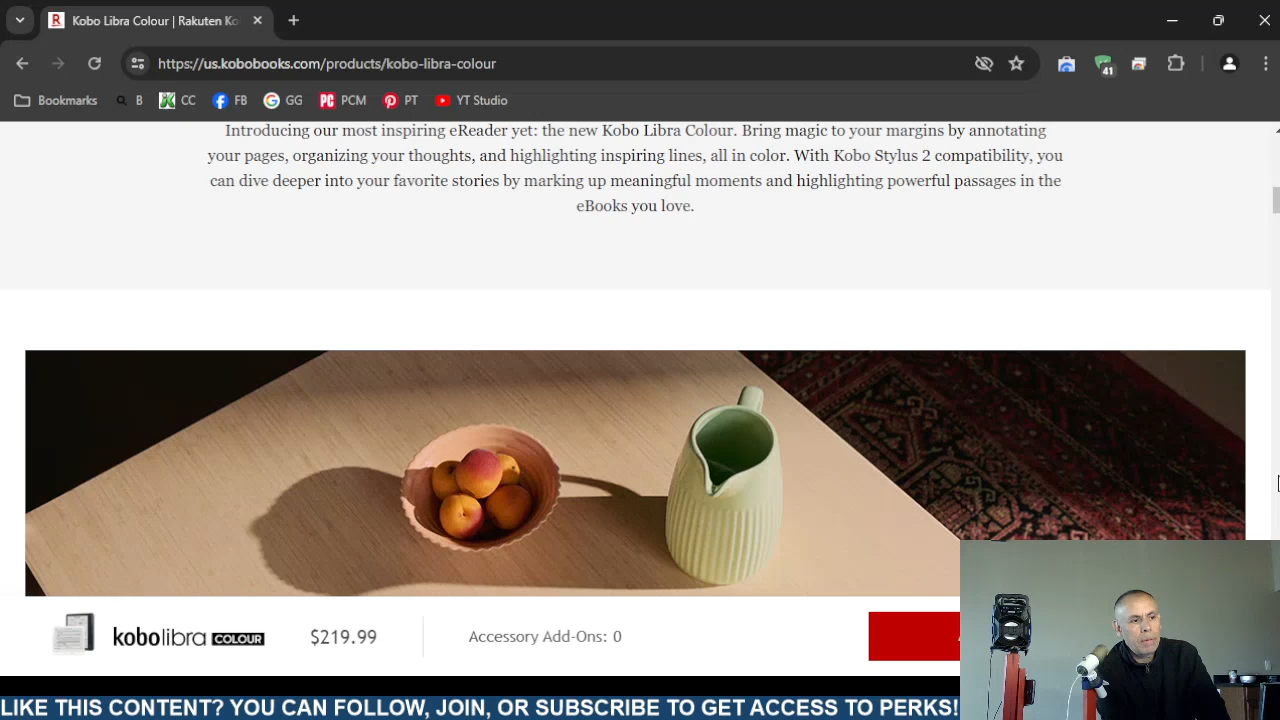 Kobo Libra Colour | Rakuten Ko
https://us.kobobooks.com/products/kobo-libra-colour
41
Bookmarks B CC FB GG PCM PT YT Studio
Introducing our most inspiring eReader yet: the new Kobo Libra Colour. Bring magic to your margins by annotating
your pages, organizing your thoughts, and highlighting inspiring lines, all in color. With Kobo Stylus 2 compatibility, you
can dive deeper into your favorite stories by marking up meaningful moments and highlighting powerful passages in the
eBooks you love.
kobo libra COLOUR $219.99 Accessory Add-Ons: 0
LIKE THIS CONTENT? YOU CAN FOLLOW, JOIN, OR SUBSCRIBE TO GET ACCESS TO PERKS!